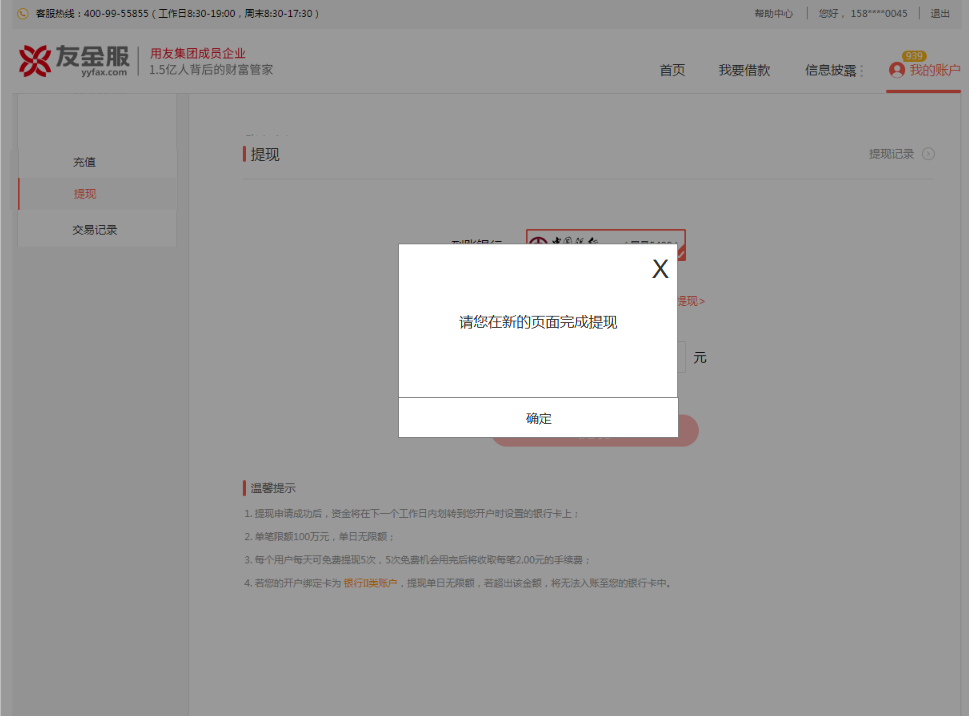 客服热线：400-99-55855（工作日8:30-19:00，周末8:30-17:30）
帮助中心
您好， 158****0045
退出
友金服
yyfax.com
用友集团成员企业
1.5亿人背后的财富管家
首页
我要借款
信息披露
939
我的账户
充值
提现
交易记录
提现
提现记录
到账银行
X
请您在新的页面完成提现
提现>
元
确定
温馨提示
1. 提现申请成功后，资金将在下一个工作日内划转到您开户时设置的银行卡上；
2. 单笔限额100万元，单日无限额；
3. 每个用户每天可免费提现5次，5次免费机会用完后将收取每笔2.00元的手续费；
4. 若您的开户绑定卡为 银行II类账户，提现单日无限额，若超出该金额，将无法入账至您的银行卡中。